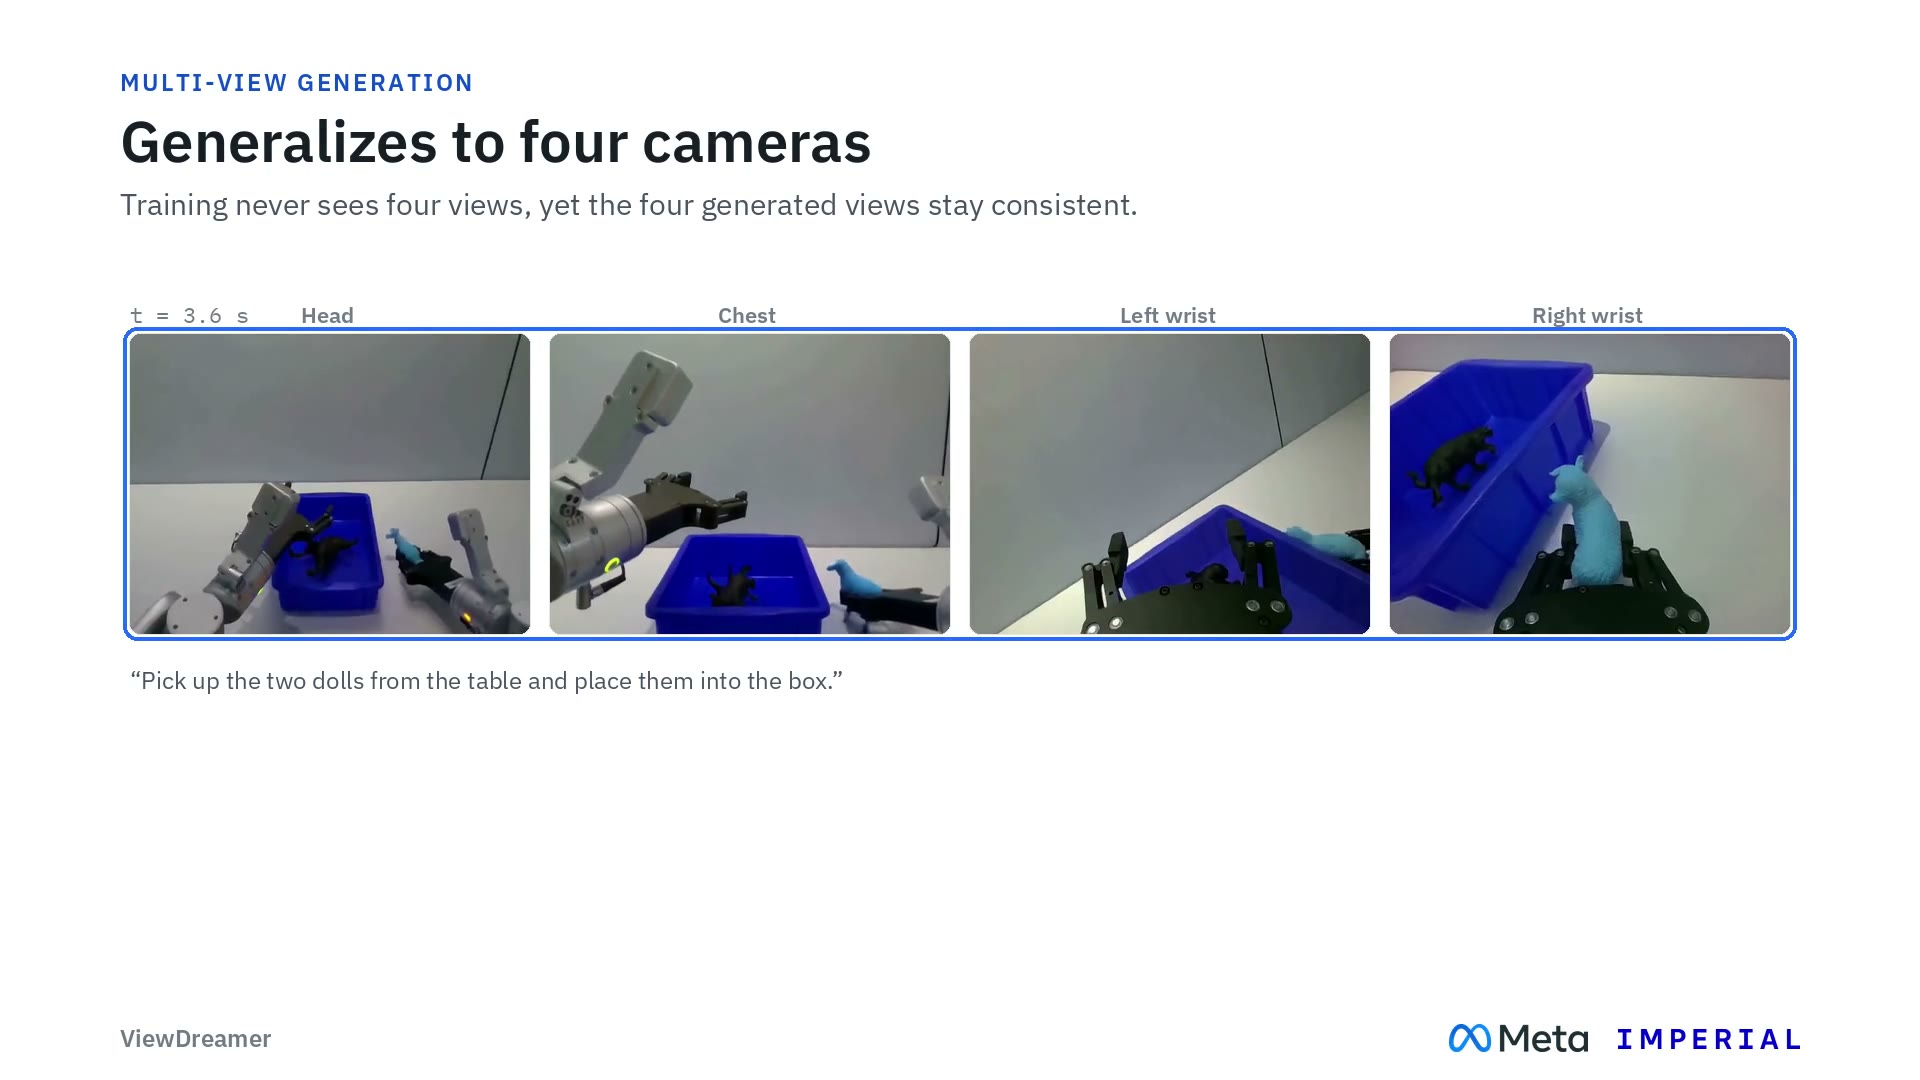 MULTI-VIEW GENERATION
Generalizes to four cameras
Training never sees four views, yet the four generated views stay consistent.
t = 3.6 s Head Chest Left wrist Right wrist
“Pick up the two dolls from the table and place them into the box.”
ViewDreamer Meta IMPERIAL